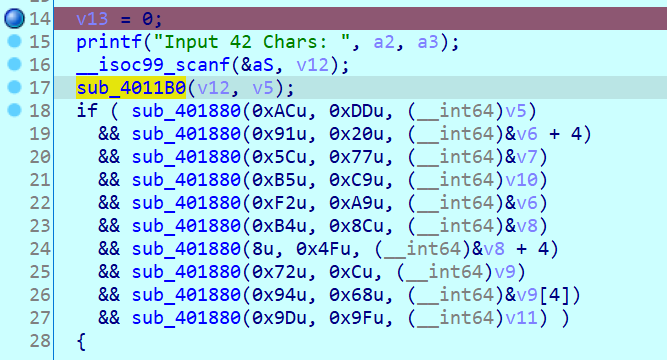 14 v13 = 0;
15 printf("Input 42 Chars: ", a2, a3);
16 __isoc99_scanf(&aS, v12);
17 sub_4011B0(v12, v5);
18 if ( sub_401880(0xACu, 0xDDu, (__int64)v5)
19 && sub_401880(0x91u, 0x20u, (__int64)&v6 + 4)
20 && sub_401880(0x5Cu, 0x77u, (__int64)&v7)
21 && sub_401880(0xB5u, 0xC9u, (__int64)v10)
22 && sub_401880(0xF2u, 0xA9u, (__int64)&v6)
23 && sub_401880(0xB4u, 0x8Cu, (__int64)&v8)
24 && sub_401880(8u, 0x4Fu, (__int64)&v8 + 4)
25 && sub_401880(0x72u, 0xCu, (__int64)v9)
26 && sub_401880(0x94u, 0x68u, (__int64)&v9[4])
27 && sub_401880(0x9Du, 0x9Fu, (__int64)v11) )
28 {